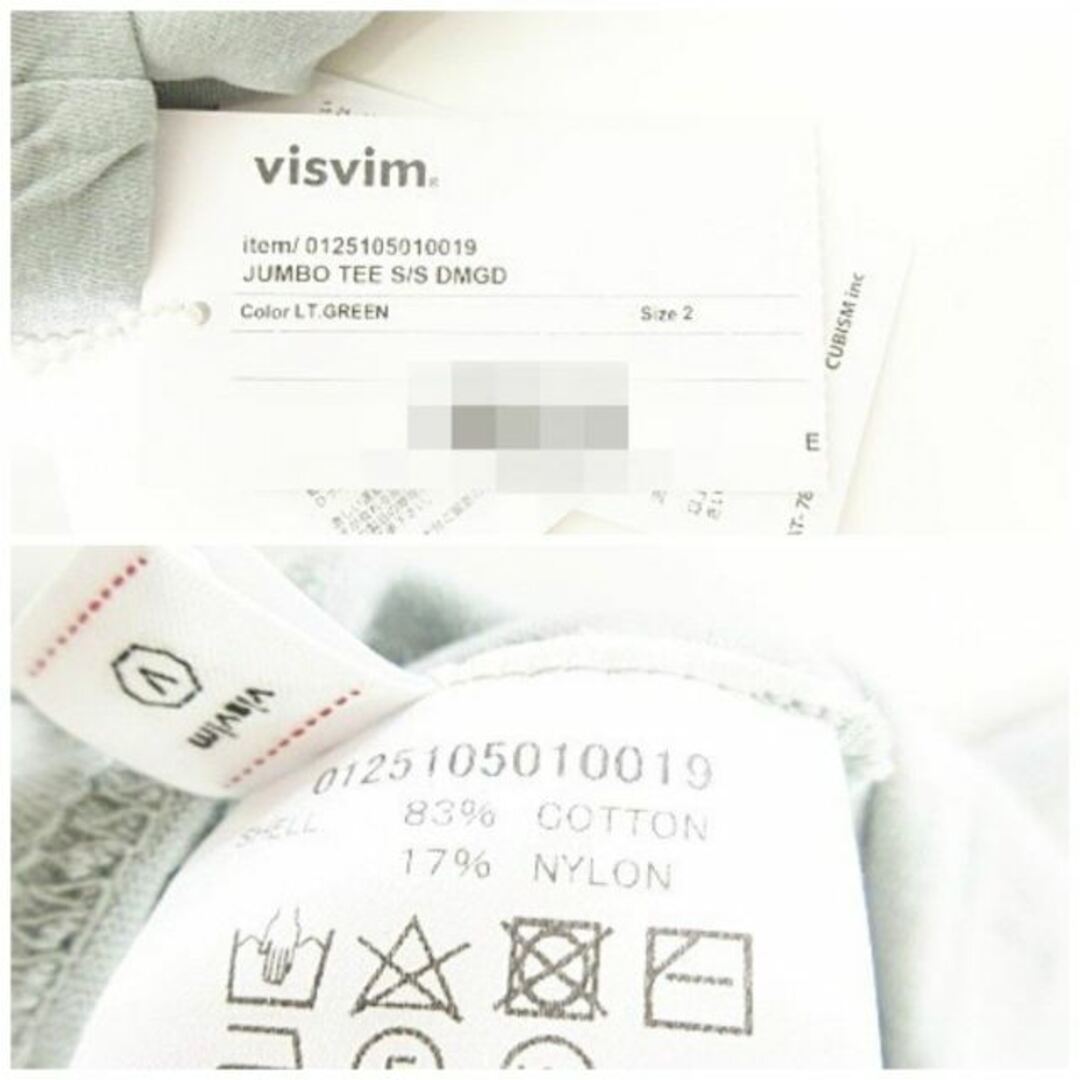 visvim
item/ 0125105010019
JUMBO TEE S/S DMGD
Color LT.GREEN Size 2
CUBISM inc
E
visvim
0125105010019
SHELL 83% COTTON
17% NYLON